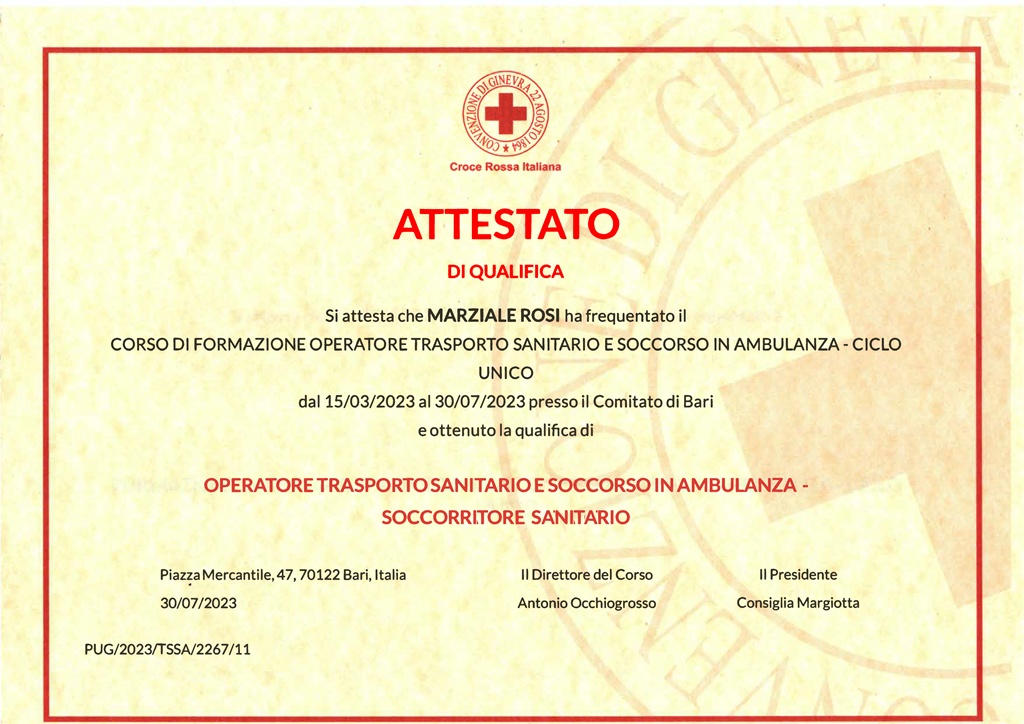 CONVENZIONE DI GINEVRA 22 AGOSTO 1864
Croce Rossa Italiana
ATTESTATO
DI QUALIFICA
Si attesta che MARZIALE ROSI ha frequentato il
CORSO DI FORMAZIONE OPERATORE TRASPORTO SANITARIO E SOCCORSO IN AMBULANZA - CICLO
UNICO
dal 15/03/2023 al 30/07/2023 presso il Comitato di Bari
e ottenuto la qualifica di
OPERATORE TRASPORTO SANITARIO E SOCCORSO IN AMBULANZA -
SOCCORRITORE SANITARIO
Piazza Mercantile, 47, 70122 Bari, Italia
Il Direttore del Corso
Il Presidente
30/07/2023
Antonio Occhiogrosso
Consiglia Margiotta
PUG/2023/TSSA/2267/11